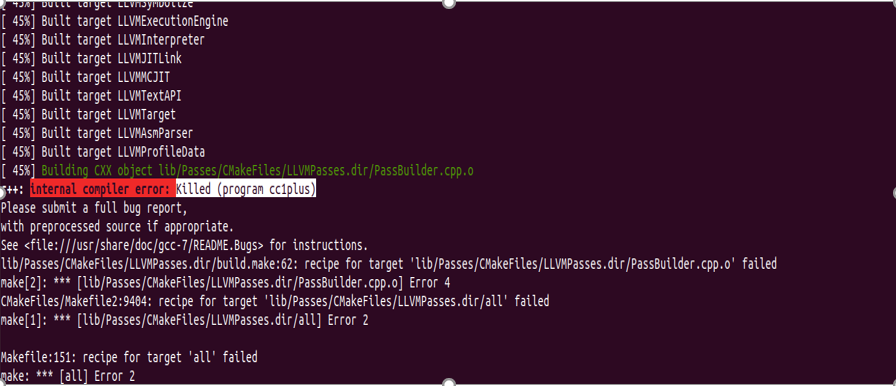 [ 45%] Built target LLVMSymbolize
[ 45%] Built target LLVMExecutionEngine
[ 45%] Built target LLVMInterpreter
[ 45%] Built target LLVMJITLink
[ 45%] Built target LLVMMCJIT
[ 45%] Built target LLVMTextAPI
[ 45%] Built target LLVMTarget
[ 45%] Built target LLVMAsmParser
[ 45%] Built target LLVMProfileData
[ 45%] Building CXX object lib/Passes/CMakeFiles/LLVMPasses.dir/PassBuilder.cpp.o
g++: internal compiler error: Killed (program cc1plus)
Please submit a full bug report,
with preprocessed source if appropriate.
See <file:///usr/share/doc/gcc-7/README.Bugs> for instructions.
lib/Passes/CMakeFiles/LLVMPasses.dir/build.make:62: recipe for target 'lib/Passes/CMakeFiles/LLVMPasses.dir/PassBuilder.cpp.o' failed
make[2]: *** [lib/Passes/CMakeFiles/LLVMPasses.dir/PassBuilder.cpp.o] Error 4
CMakeFiles/Makefile2:9404: recipe for target 'lib/Passes/CMakeFiles/LLVMPasses.dir/all' failed
make[1]: *** [lib/Passes/CMakeFiles/LLVMPasses.dir/all] Error 2
Makefile:151: recipe for target 'all' failed
make: *** [all] Error 2